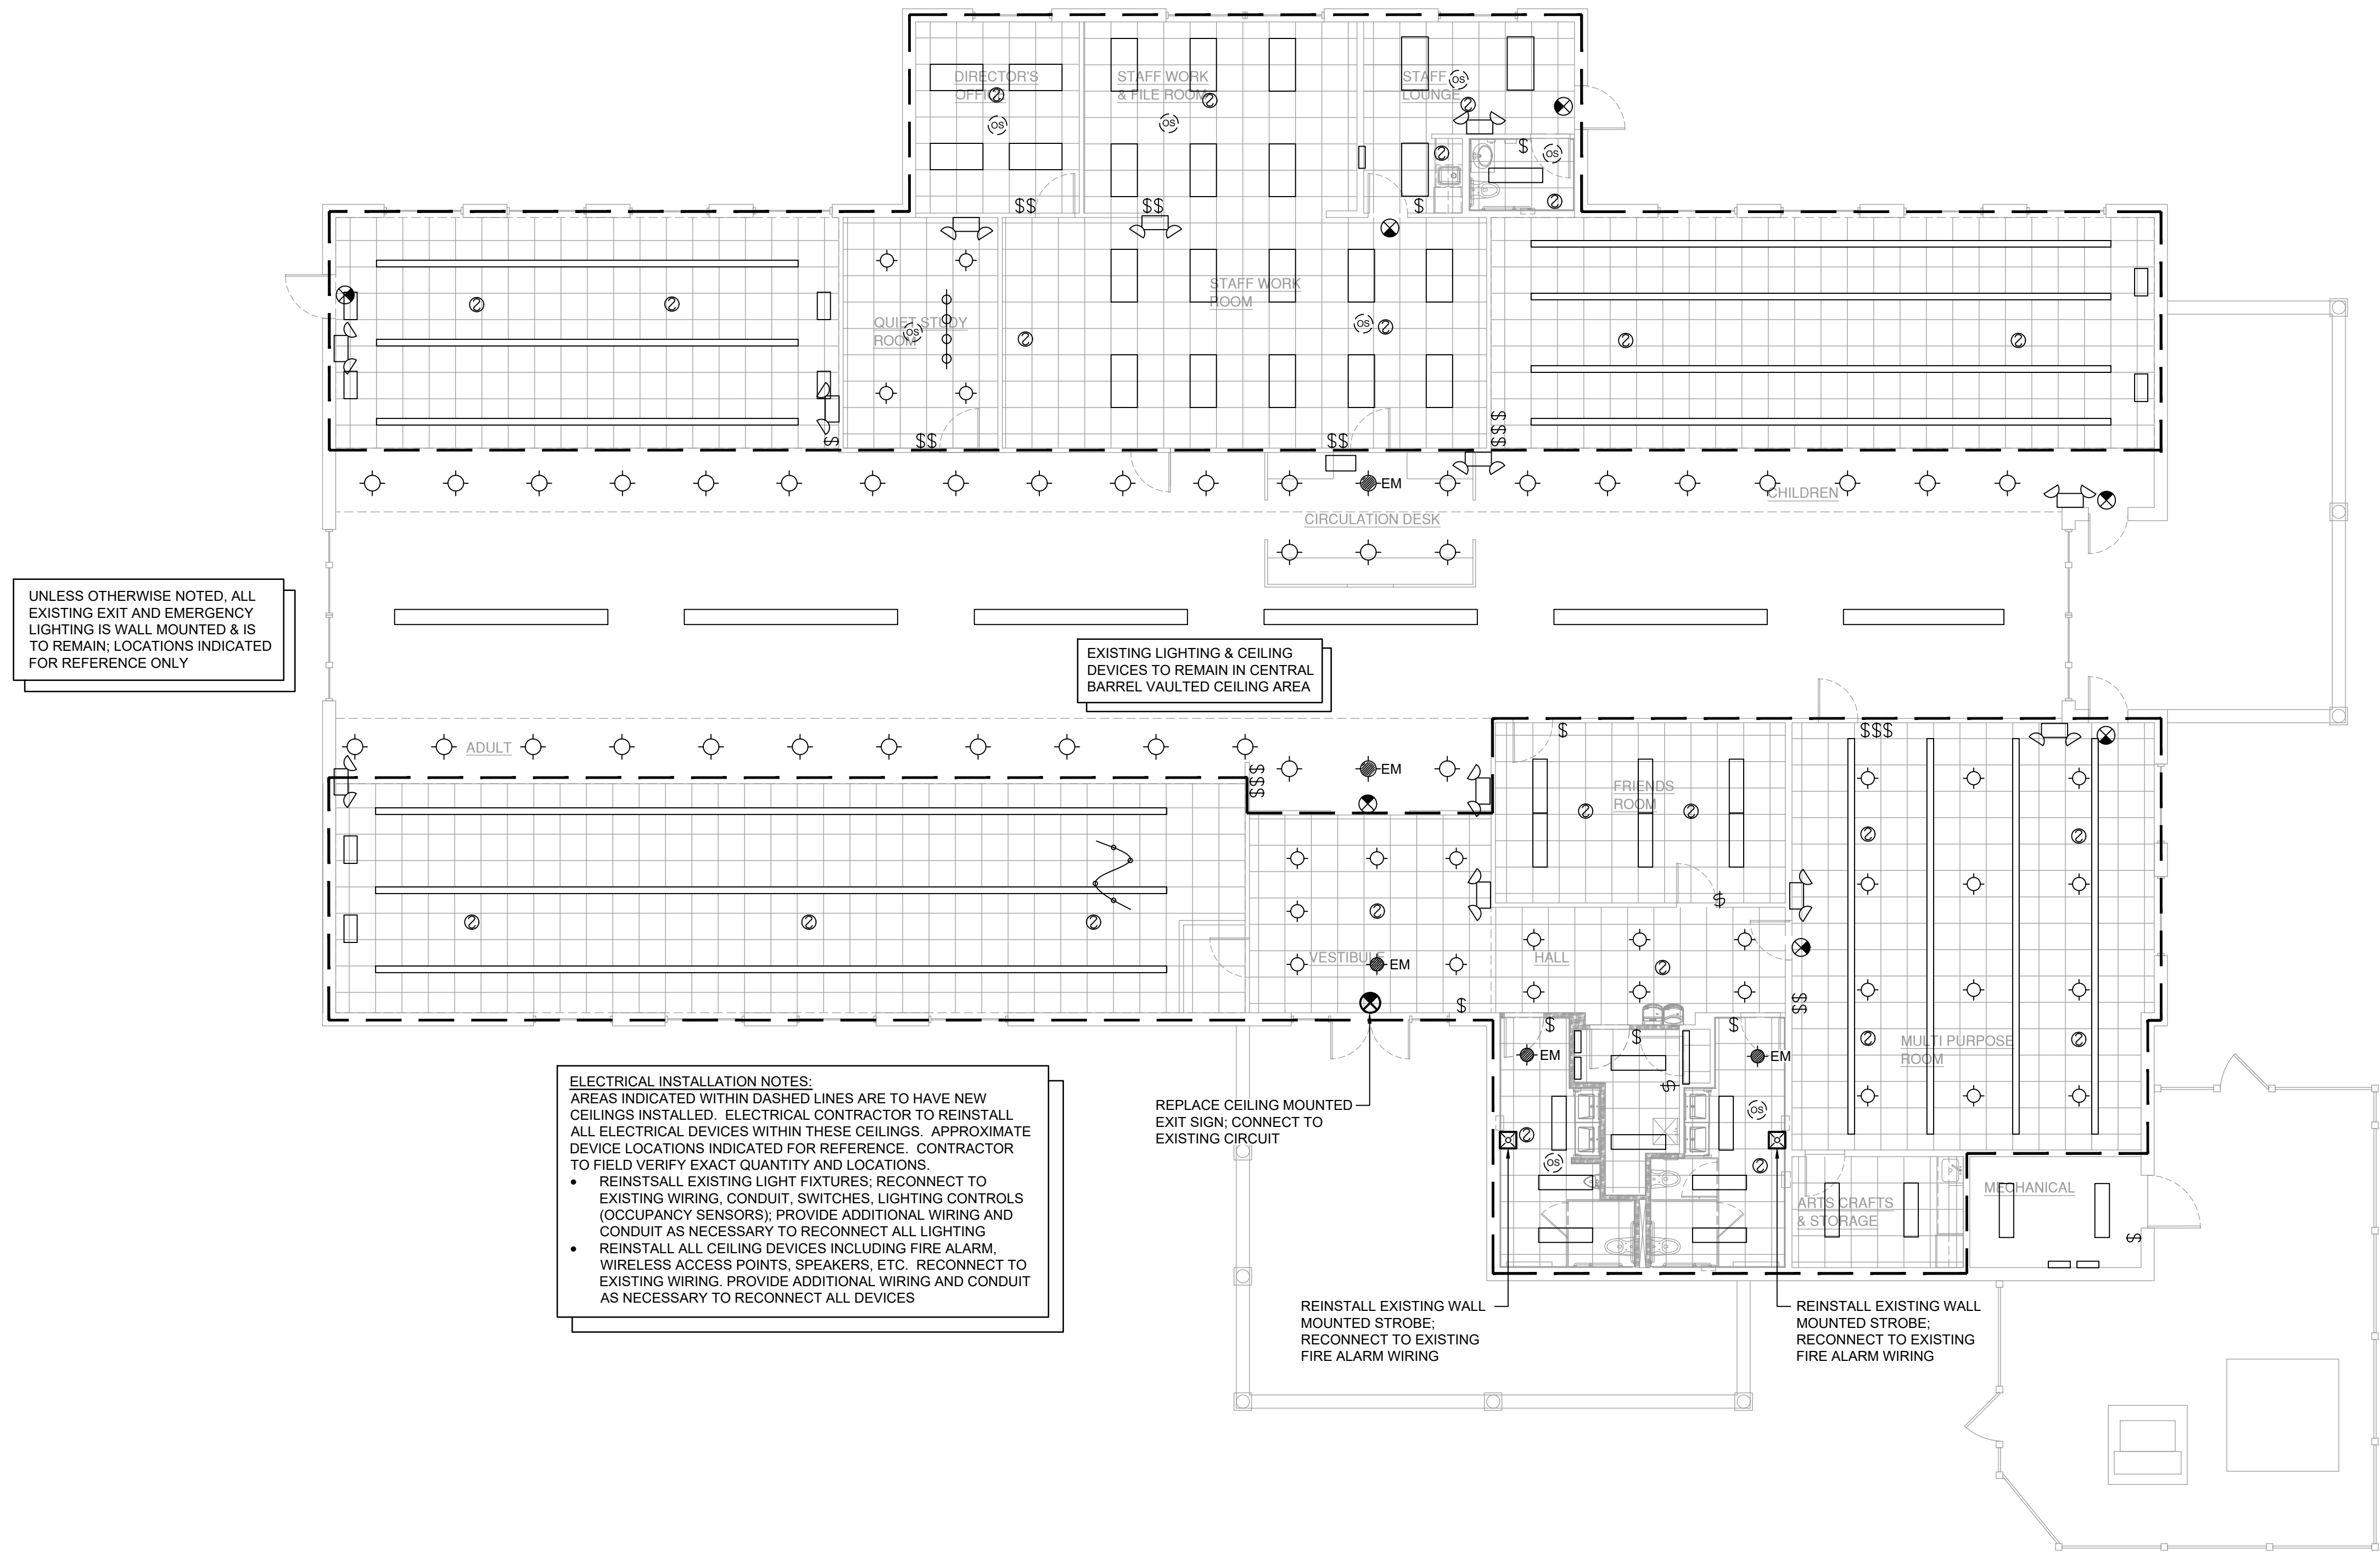 DIRECTOR'S
OFFICE
STAFF WORK
& FILE ROOM
STAFF
LOUNGE
OS
OS
OS
OS
$
$$
$$
$
STAFF WORK
ROOM
QUIET STUDY
ROOM
OS
OS
$
$$
$$
$$$
EM
CHILDREN
CIRCULATION DESK
UNLESS OTHERWISE NOTED, ALL
EXISTING EXIT AND EMERGENCY
LIGHTING IS WALL MOUNTED & IS
TO REMAIN; LOCATIONS INDICATED
FOR REFERENCE ONLY
EXISTING LIGHTING & CEILING
DEVICES TO REMAIN IN CENTRAL
BARREL VAULTED CEILING AREA
ADULT
$$$
EM
$
$$$
FRIENDS
ROOM
$
VESTIBULE
EM
HALL
$
$$
$
$
$
$
EM
EM
MULTI PURPOSE
ROOM
OS
OS
ARTS CRAFTS
& STORAGE
MECHANICAL
$
ELECTRICAL INSTALLATION NOTES:
AREAS INDICATED WITHIN DASHED LINES ARE TO HAVE NEW
CEILINGS INSTALLED. ELECTRICAL CONTRACTOR TO REINSTALL
ALL ELECTRICAL DEVICES WITHIN THESE CEILINGS. APPROXIMATE
DEVICE LOCATIONS INDICATED FOR REFERENCE. CONTRACTOR
TO FIELD VERIFY EXACT QUANTITY AND LOCATIONS.
• REINSTSALL EXISTING LIGHT FIXTURES; RECONNECT TO
EXISTING WIRING, CONDUIT, SWITCHES, LIGHTING CONTROLS
(OCCUPANCY SENSORS); PROVIDE ADDITIONAL WIRING AND
CONDUIT AS NECESSARY TO RECONNECT ALL LIGHTING
• REINSTALL ALL CEILING DEVICES INCLUDING FIRE ALARM,
WIRELESS ACCESS POINTS, SPEAKERS, ETC. RECONNECT TO
EXISTING WIRING. PROVIDE ADDITIONAL WIRING AND CONDUIT
AS NECESSARY TO RECONNECT ALL DEVICES
REPLACE CEILING MOUNTED
EXIT SIGN; CONNECT TO
EXISTING CIRCUIT
REINSTALL EXISTING WALL
MOUNTED STROBE;
RECONNECT TO EXISTING
FIRE ALARM WIRING
REINSTALL EXISTING WALL
MOUNTED STROBE;
RECONNECT TO EXISTING
FIRE ALARM WIRING